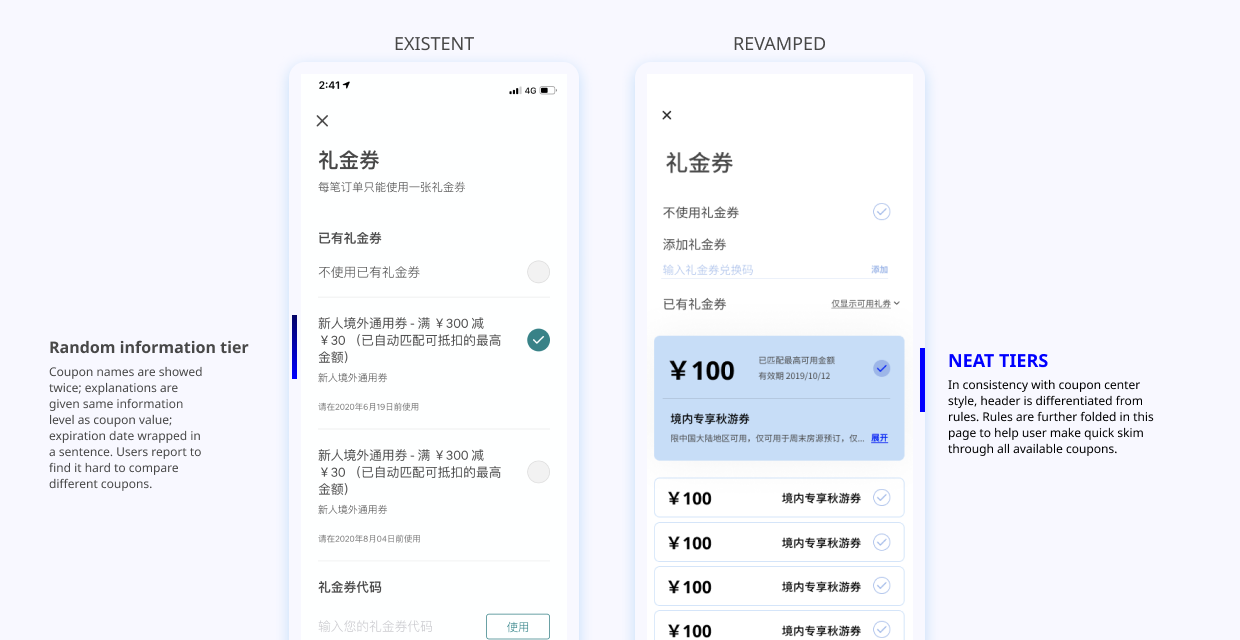 EXISTENT
REVAMPED
2:41
4G
礼金券
每笔订单只能使用一张礼金券
已有礼金券
不使用已有礼金券
新人境外通用券 - 满 ￥300 减
￥30 （已自动匹配可抵扣的最高
金额）
新人境外通用券
请在2020年6月19日前使用
新人境外通用券 - 满 ￥300 减
￥30 （已自动匹配可抵扣的最高
金额）
新人境外通用券
请在2020年8月04日前使用
礼金券代码
输入您的礼金券代码
使用
Random information tier
Coupon names are showed
twice; explanations are
given same information
level as coupon value;
expiration date wrapped in
a sentence. Users report to
find it hard to compare
different coupons.
礼金券
不使用礼金券
添加礼金券
输入礼金券兑换码 添加
已有礼金券 仅显示可用礼券
￥100
已匹配最高可用金额
有效期 2019/10/12
境内专享秋游券
限中国大陆地区可用，仅可用于周末房源预订，仅... 展开
￥100 境内专享秋游券
￥100 境内专享秋游券
￥100 境内专享秋游券
￥100 境内专享秋游券
NEAT TIERS
In consistency with coupon center
style, header is differentiated from
rules. Rules are further folded in this
page to help user make quick skim
through all available coupons.